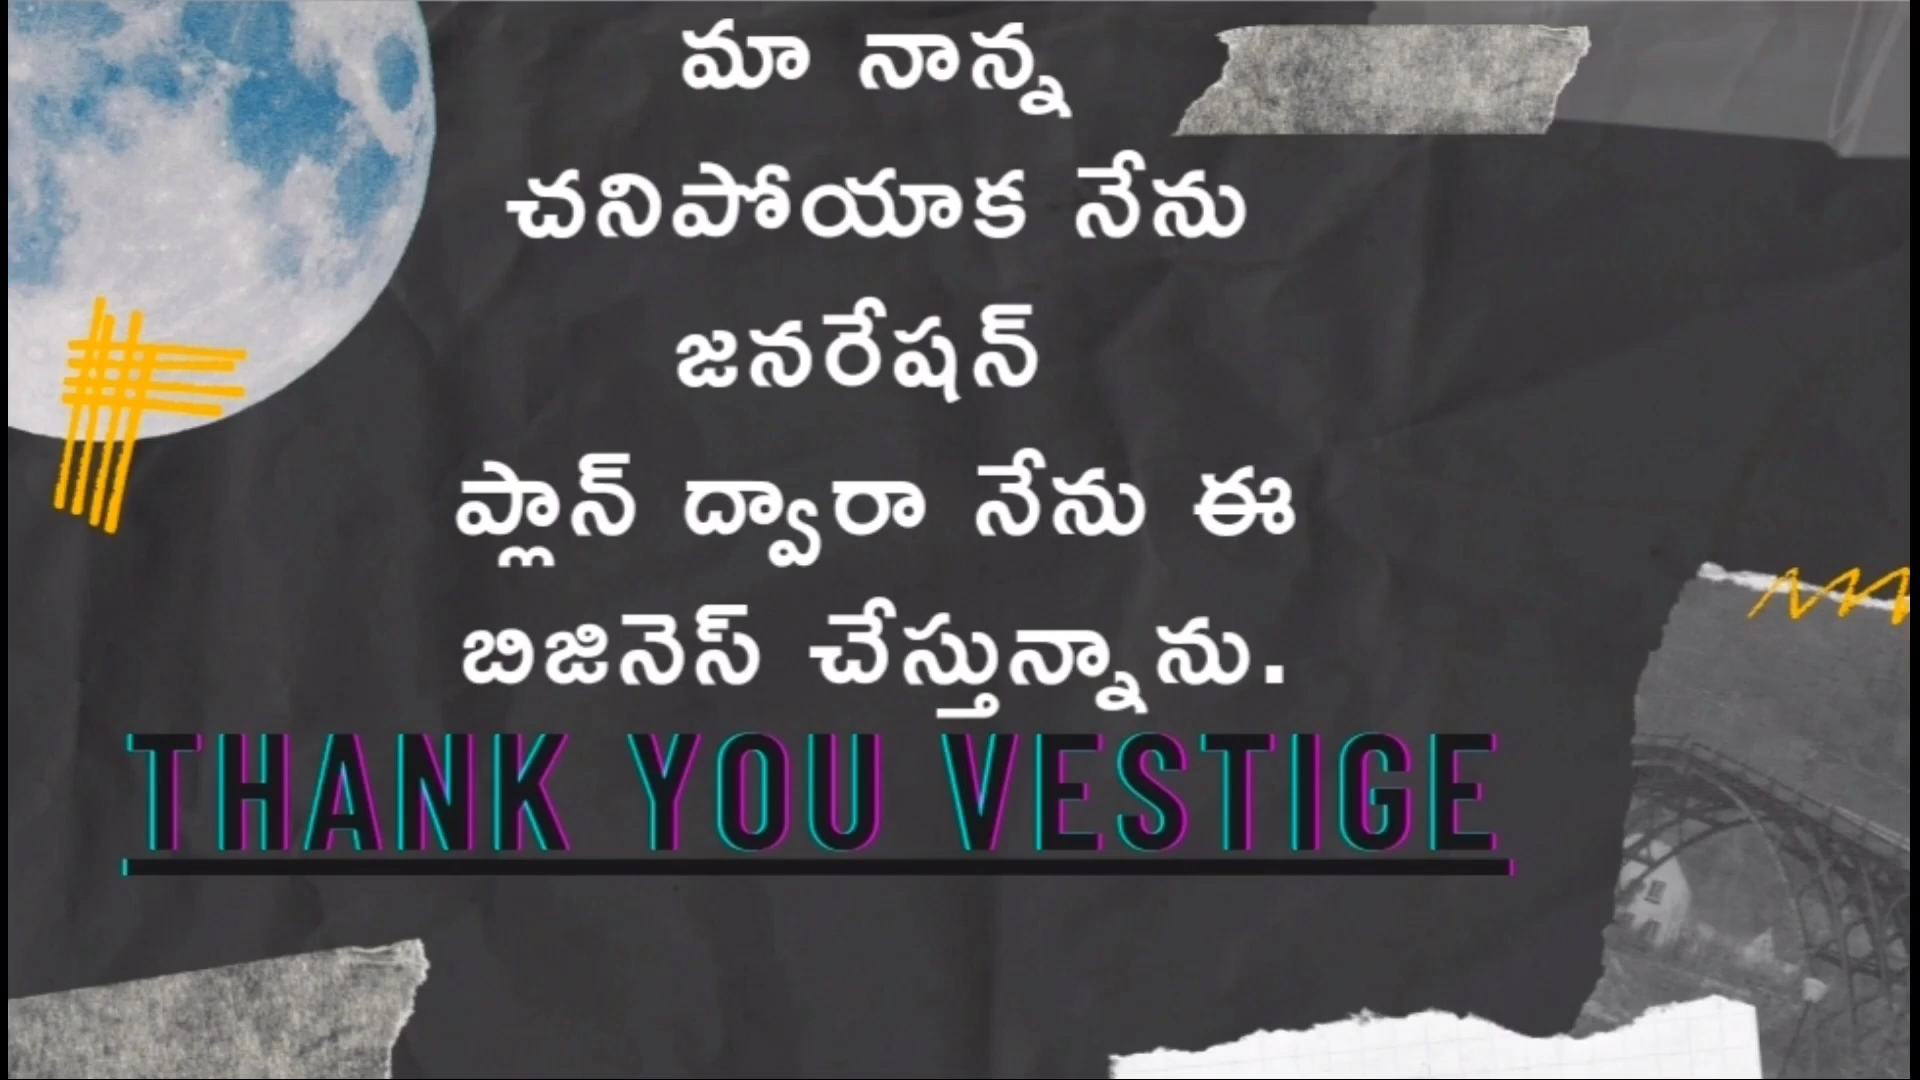 మా నాన్న
చనిపోయాక నేను
జనరేషన్
ప్లాన్ ద్వారా నేను ఈ
బిజినెస్ చేస్తున్నాను.
THANK YOU VESTIGE